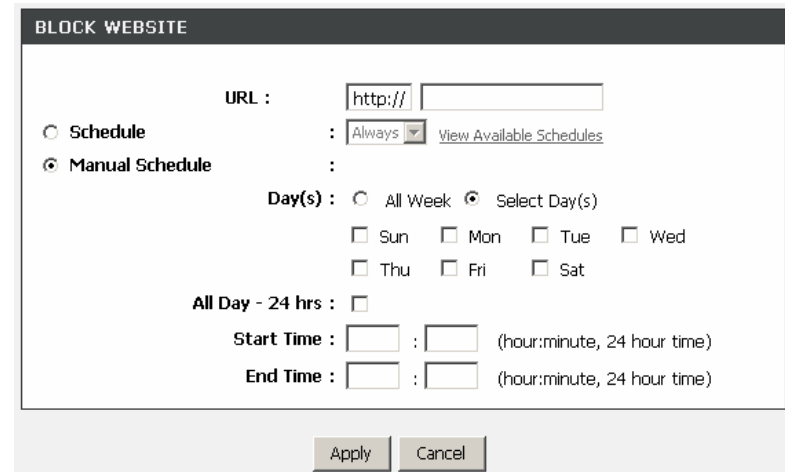 BLOCK WEBSITE
URL : http://
Schedule : Always View Available Schedules
Manual Schedule :
Day(s) : All Week Select Day(s)
Sun Mon Tue Wed
Thu Fri Sat
All Day - 24 hrs :
Start Time : : (hour:minute, 24 hour time)
End Time : : (hour:minute, 24 hour time)
Apply Cancel